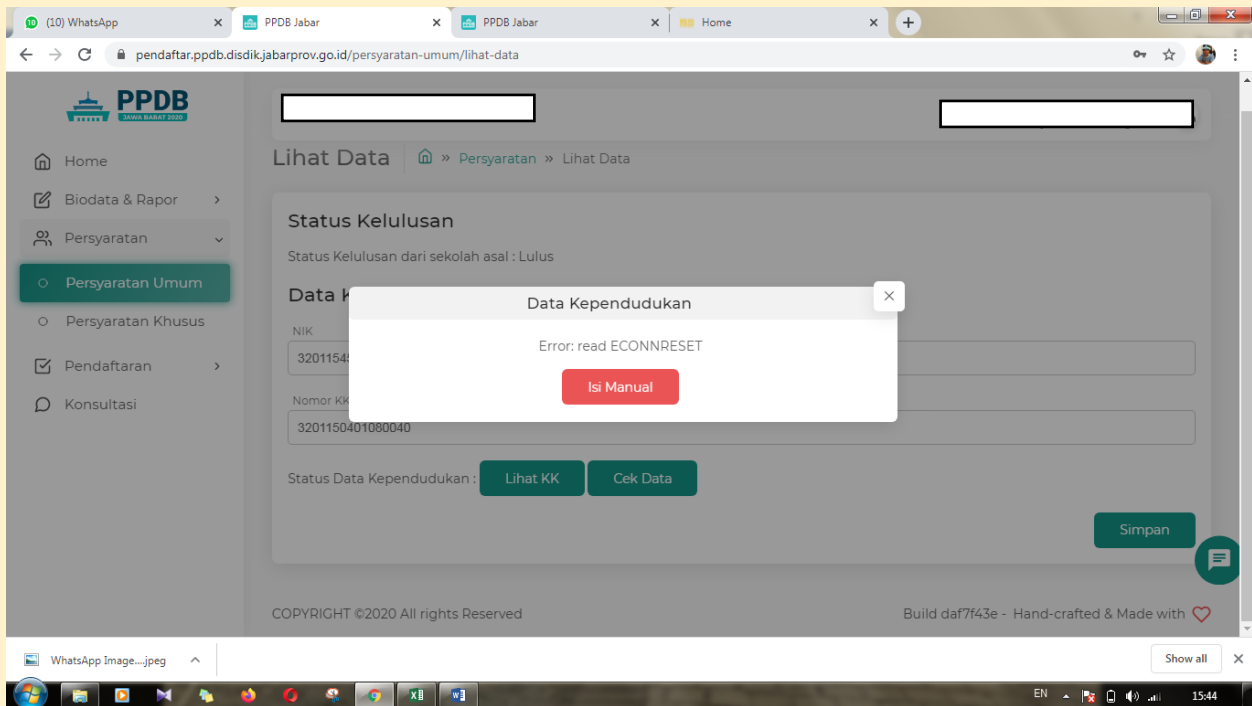 (10) WhatsApp
PPDB Jabar
PPDB Jabar
Home
pendaftar.ppdb.disdik.jabarprov.go.id/persyaratan-umum/lihat-data
PPDB
JAWA BARAT 2020
Home
Biodata & Rapor
Persyaratan
Persyaratan Umum
Persyaratan Khusus
Pendaftaran
Konsultasi
Lihat Data » Persyaratan » Lihat Data
Status Kelulusan
Status Kelulusan dari sekolah asal : Lulus
Data
Data Kependudukan
Error: read ECONNRESET
Isi Manual
NIK
Nomor KK
3201150401080040
Status Data Kependudukan : Lihat KK Cek Data
Simpan
COPYRIGHT ©2020 All rights Reserved
Build daf7f43e - Hand-crafted & Made with
WhatsApp Image....jpeg
Show all
EN
15:44